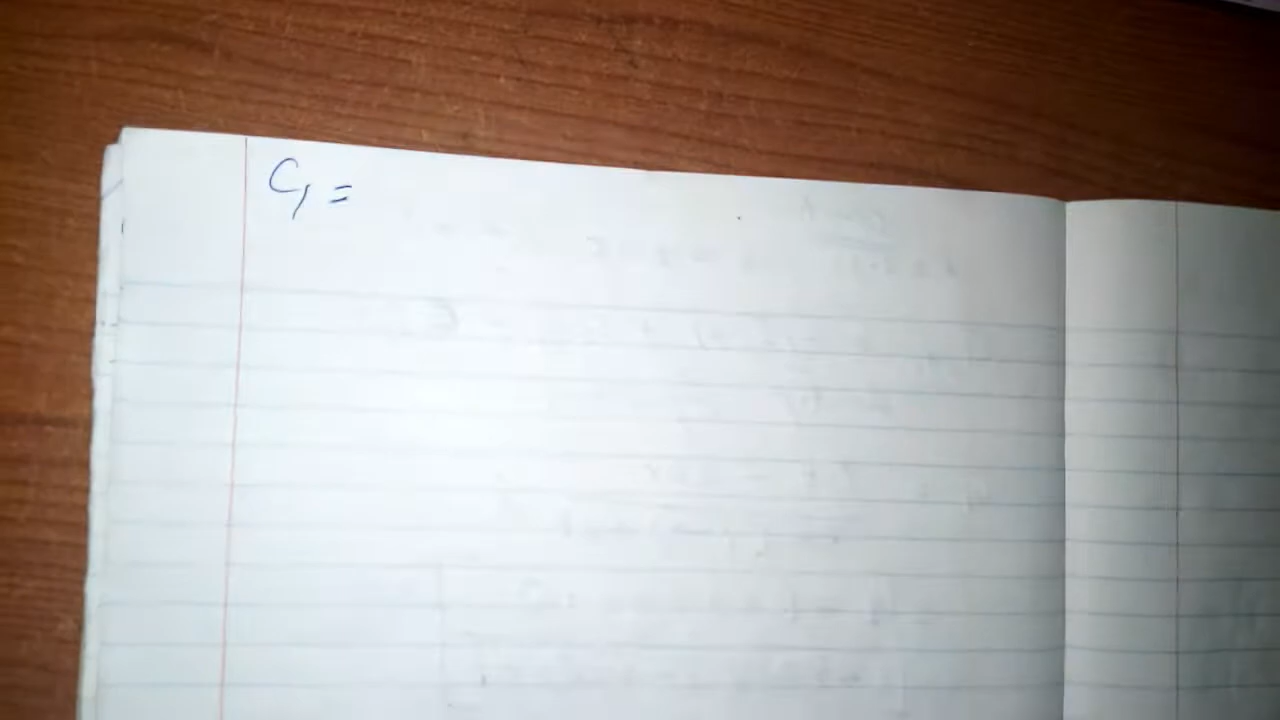 C₁ =